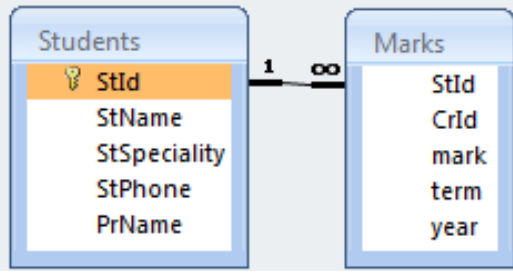 Students
StId
StName
StSpeciality
StPhone
PrName
1 ∞
Marks
StId
CrId
mark
term
year